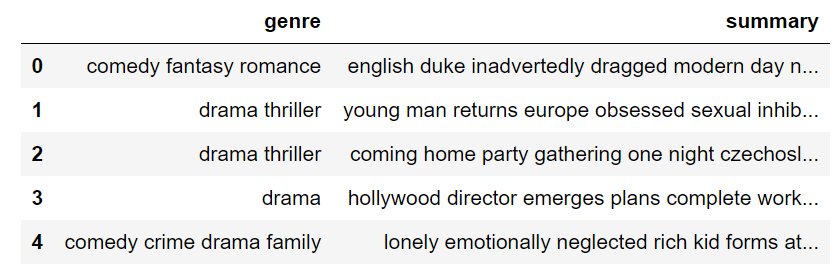 genre summary
0 comedy fantasy romance english duke inadvertedly dragged modern day n...
1 drama thriller young man returns europe obsessed sexual inhib...
2 drama thriller coming home party gathering one night czechosl...
3 drama hollywood director emerges plans complete work...
4 comedy crime drama family lonely emotionally neglected rich kid forms at...